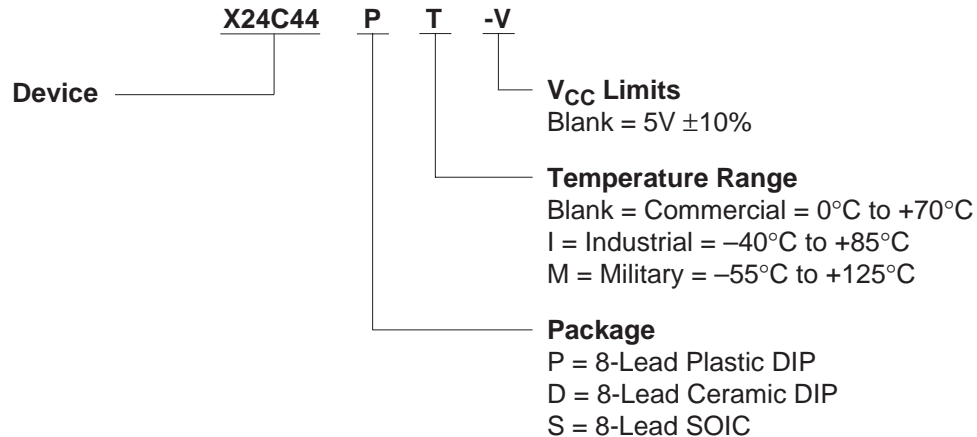 X24C44 P T -V
Device
VCC Limits
Blank = 5V ±10%
Temperature Range
Blank = Commercial = 0°C to +70°C
I = Industrial = –40°C to +85°C
M = Military = –55°C to +125°C
Package
P = 8-Lead Plastic DIP
D = 8-Lead Ceramic DIP
S = 8-Lead SOIC